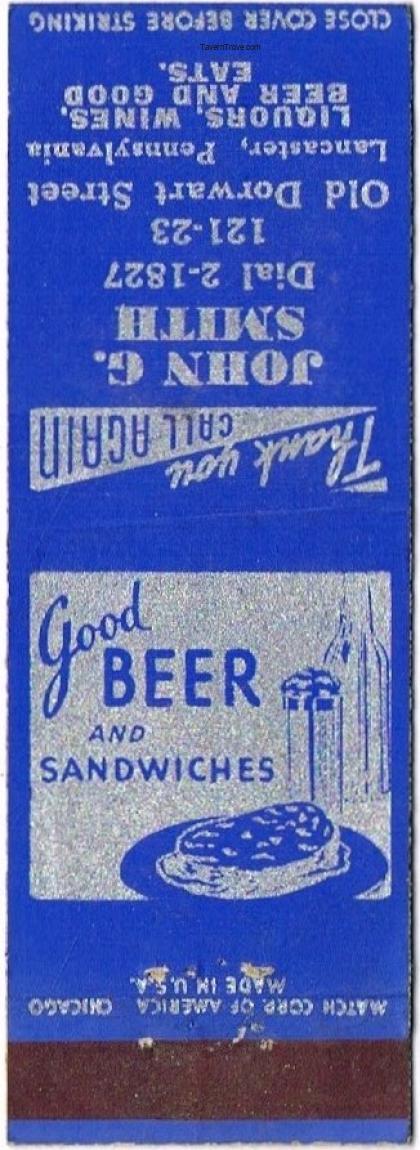 CLOSE COVER BEFORE STRIKING
TavernTrove.com
Thank you
CALL AGAIN
JOHN G.
SMITH
Dial 2-1827
121-23
Old Dorwart Street
Lancaster, Pennsylvania
LIQUORS, WINES,
BEER AND GOOD
EATS.
Good
BEER
AND
SANDWICHES
MATCH CORP. OF AMERICA CHICAGO
MADE IN U.S.A.